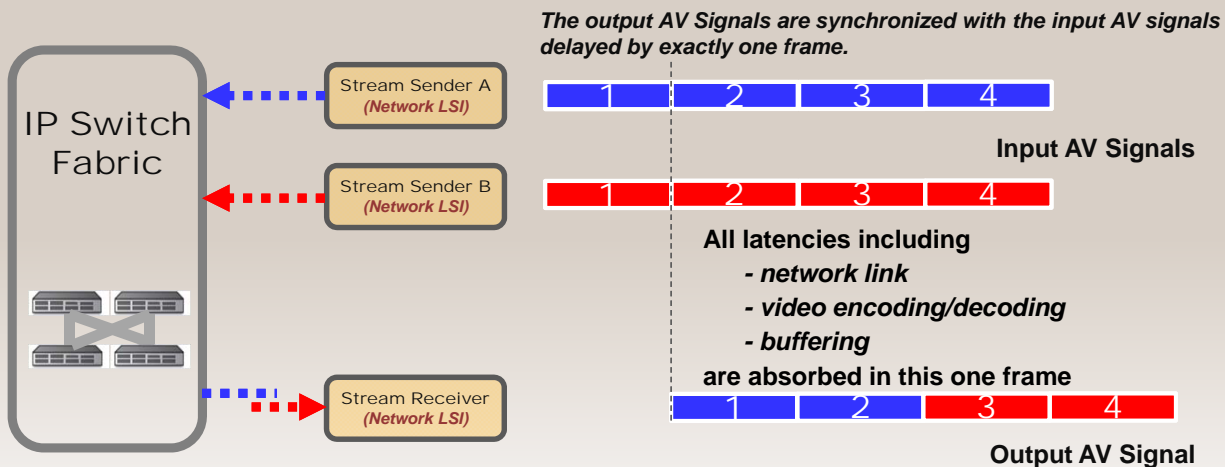 The output AV Signals are synchronized with the input AV signals
delayed by exactly one frame.
IP Switch
Fabric
Stream Sender A
(Network LSI)
1 2 3 4
Input AV Signals
Stream Sender B
(Network LSI)
1 2 3 4
All latencies including
- network link
- video encoding/decoding
- buffering
are absorbed in this one frame
Stream Receiver
(Network LSI)
1 2 3 4
Output AV Signal